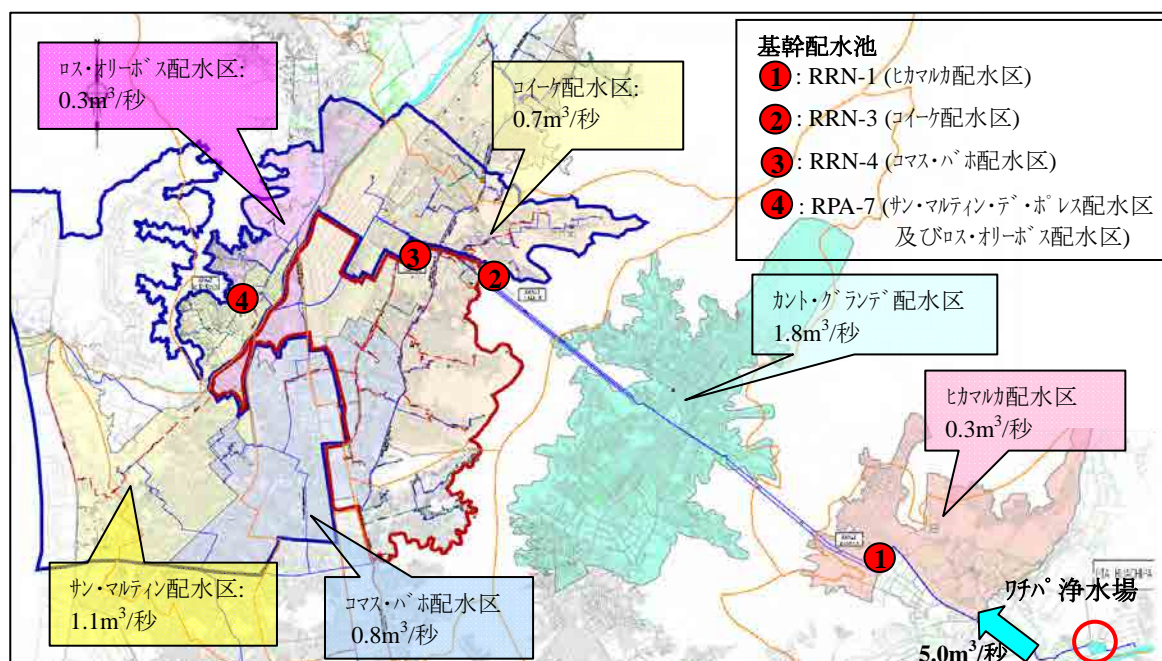 ロス・オリーボス配水区:
0.3m³/秒
コイーケ配水区:
0.7m³/秒
基幹配水池
1 : RRN-1 (ヒカマルカ配水区)
2 : RRN-3 (コイーケ配水区)
3 : RRN-4 (コマス・バホ配水区)
4 : RPA-7 (サン・マルティン・デ・ポレス配水区
及びロス・オリーボス配水区)
3
2
4
カント・グランデ配水区
1.8m³/秒
ヒカマルカ配水区
0.3m³/秒
1
サン・マルティン配水区:
1.1m³/秒
コマス・バホ配水区
0.8m³/秒
ワチパ 浄水場
5.0m³/秒